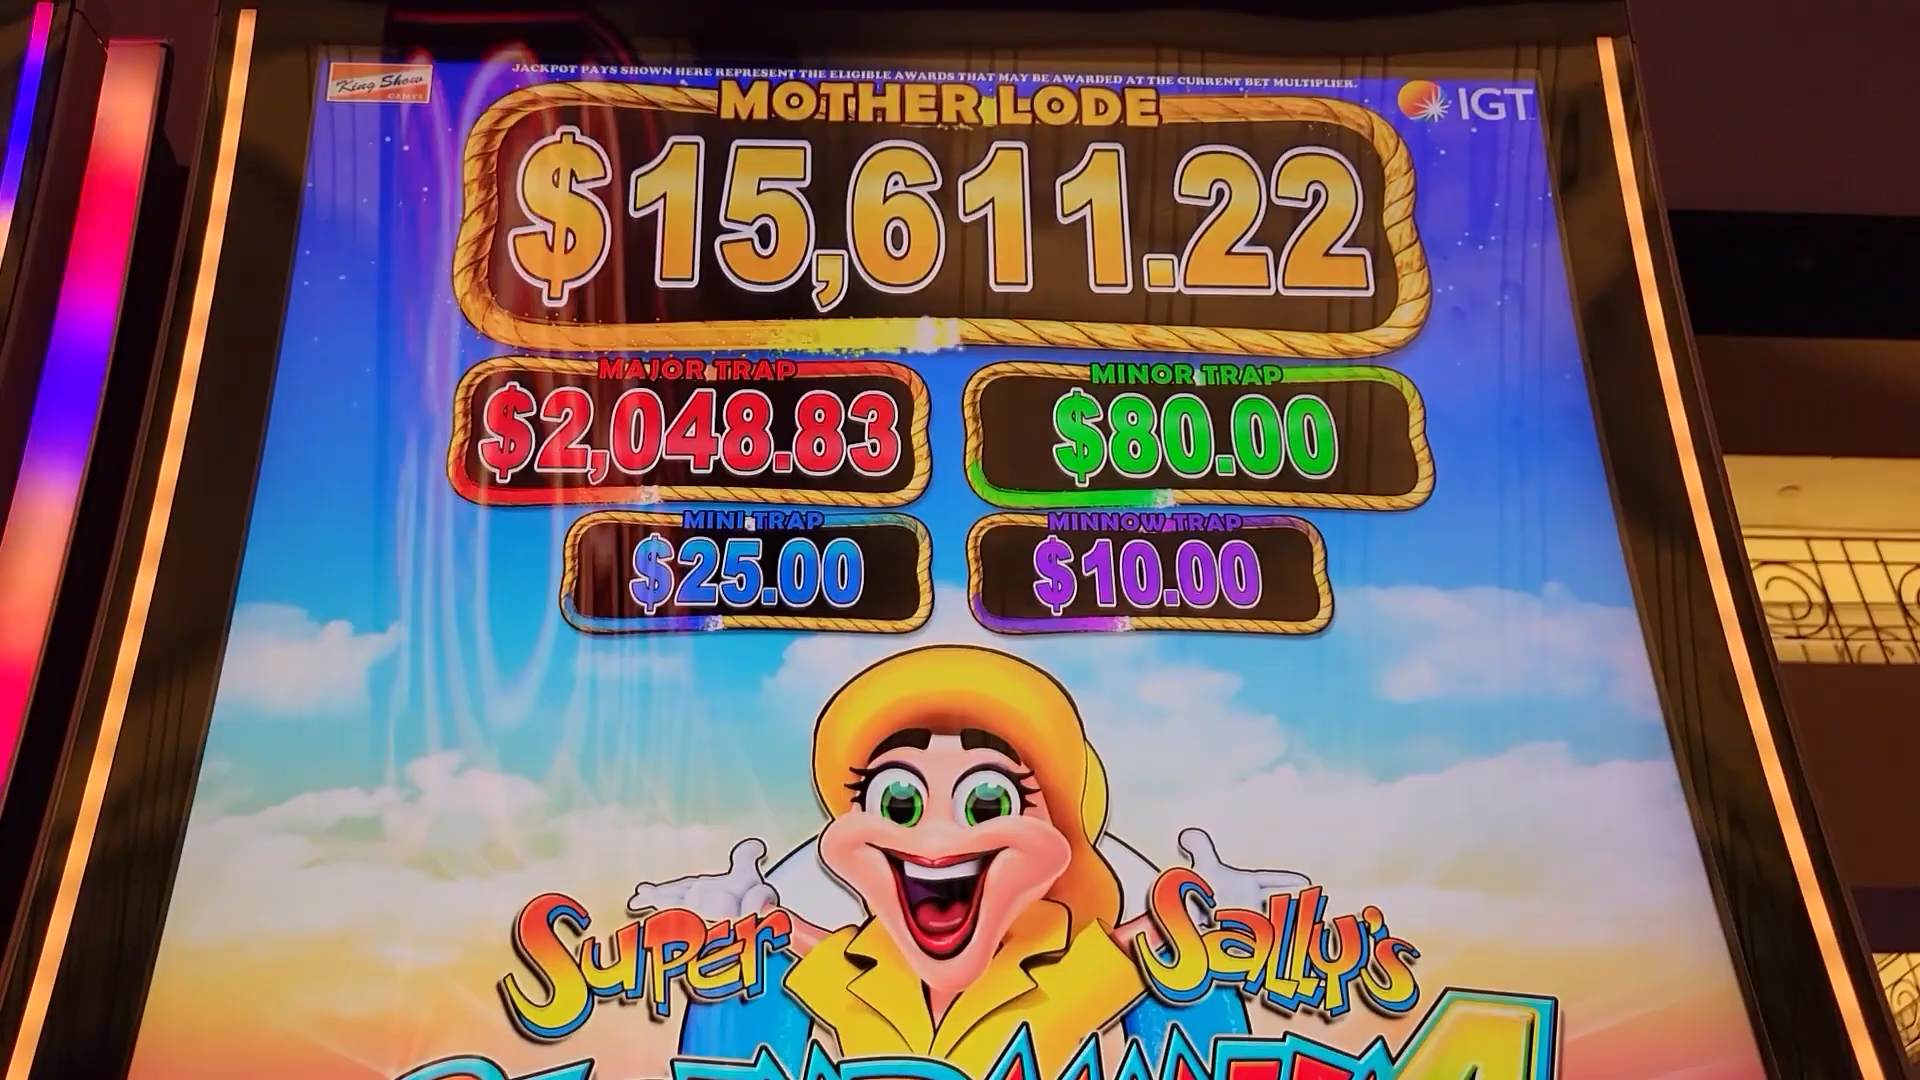 King Show
GAMES
JACKPOT PAYS SHOWN HERE REPRESENT THE ELIGIBLE AWARDS THAT MAY BE AWARDED AT THE CURRENT BET MULTIPLIER.
IGT
MOTHER LODE
$15,611.22
MAJOR TRAP
$2,048.83
MINOR TRAP
$80.00
MINI TRAP
$25.00
MINNOW TRAP
$10.00
Super Sally's